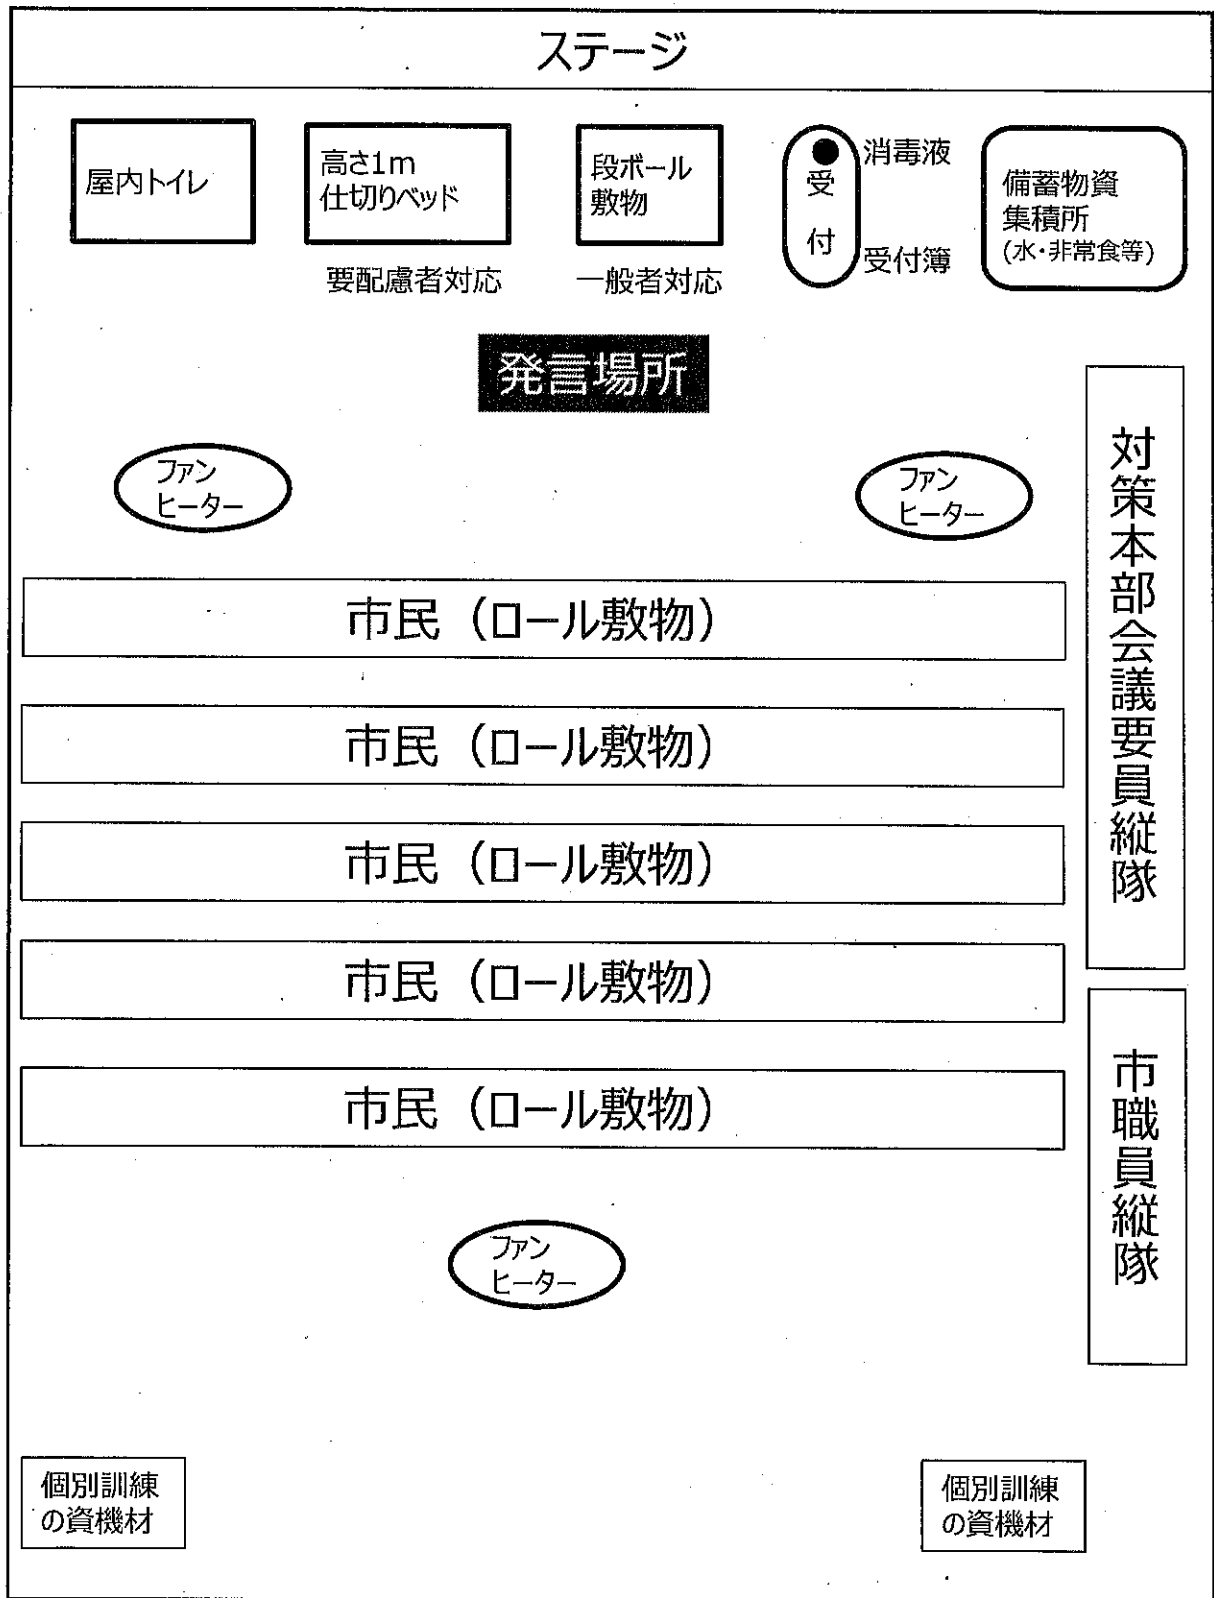 ステージ
屋内トイレ
高さ1m
仕切りベッド
要配慮者対応
段ボール
敷物
一般者対応
受付
消毒液
受付簿
備蓄物資
集積所
(水・非常食等)
発言場所
ファン
ヒーター
ファン
ヒーター
対策本部会議要員縦隊
市民（ロール敷物）
市民（ロール敷物）
市民（ロール敷物）
市民（ロール敷物）
市民（ロール敷物）
市職員縦隊
ファン
ヒーター
個別訓練
の資機材
個別訓練
の資機材